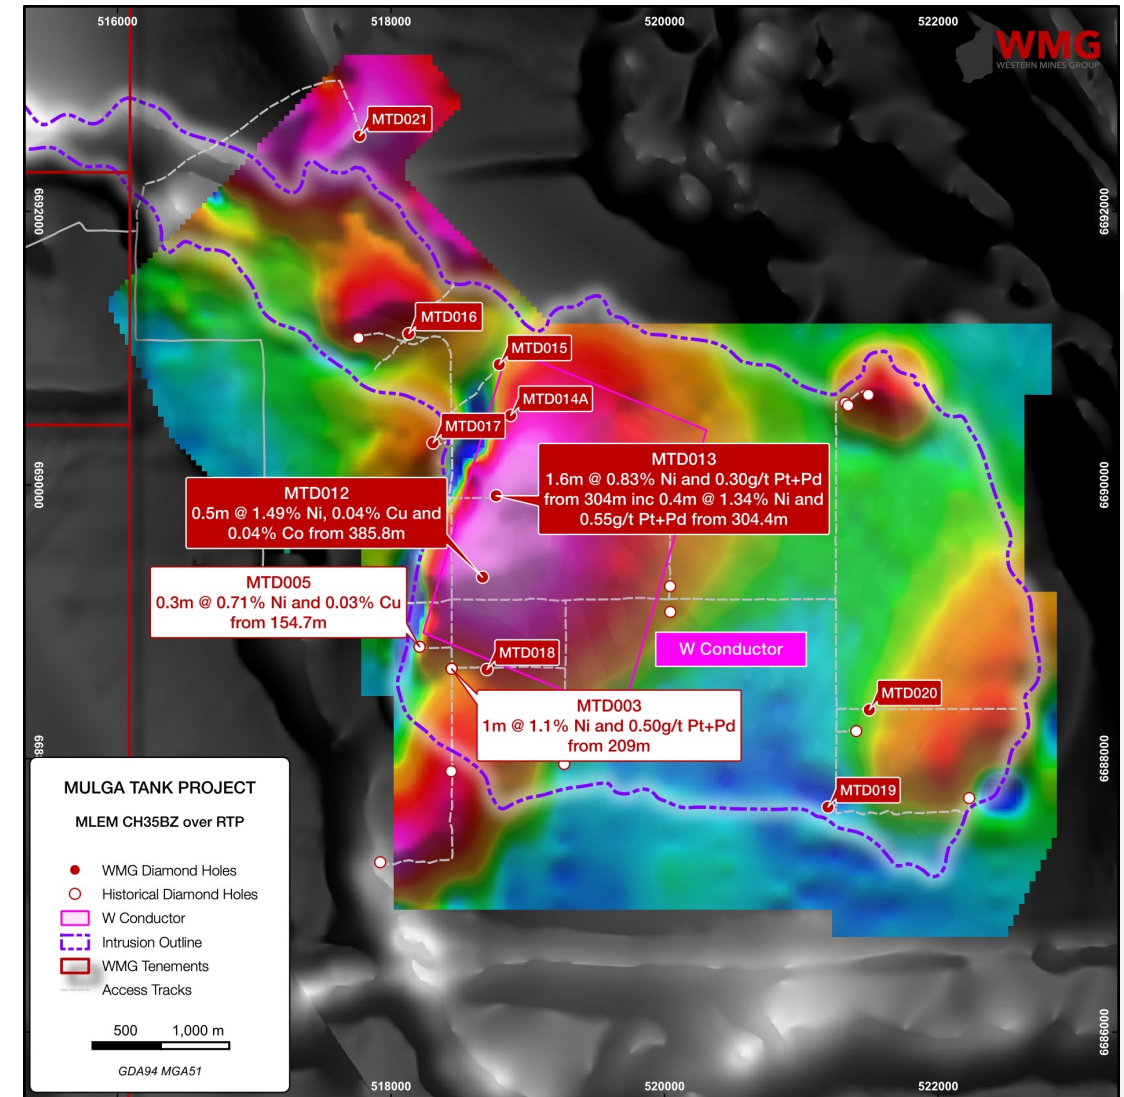 516000
518000
520000
522000
WMG
WESTERN MINES GROUP
MTD021
6692000
6692000
MTD016
MTD015
MTD014A
MTD017
MTD013
1.6m @ 0.83% Ni and 0.30g/t Pt+Pd
from 304m inc 0.4m @ 1.34% Ni and
0.55g/t Pt+Pd from 304.4m
6690000
6690000
MTD012
0.5m @ 1.49% Ni, 0.04% Cu and
0.04% Co from 385.8m
MTD005
0.3m @ 0.71% Ni and 0.03% Cu
from 154.7m
W Conductor
MTD018
MTD020
MTD003
1m @ 1.1% Ni and 0.50g/t Pt+Pd
from 209m
6688000
MTD019
MULGA TANK PROJECT
MLEM CH35BZ over RTP
WMG Diamond Holes
Historical Diamond Holes
W Conductor
Intrusion Outline
WMG Tenements
Access Tracks
500 1,000 m
GDA94 MGA51
6686000
518000
520000
522000